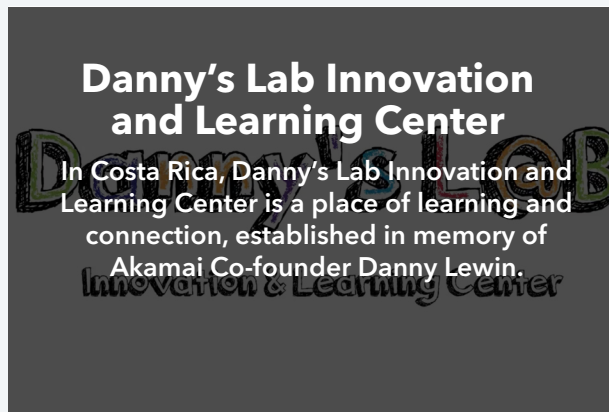 Danny’s Lab Innovation
and Learning Center
In Costa Rica, Danny’s Lab Innovation and
Learning Center is a place of learning and
connection, established in memory of
Akamai Co-founder Danny Lewin.
Danny's L@B
Innovation & Learning Center